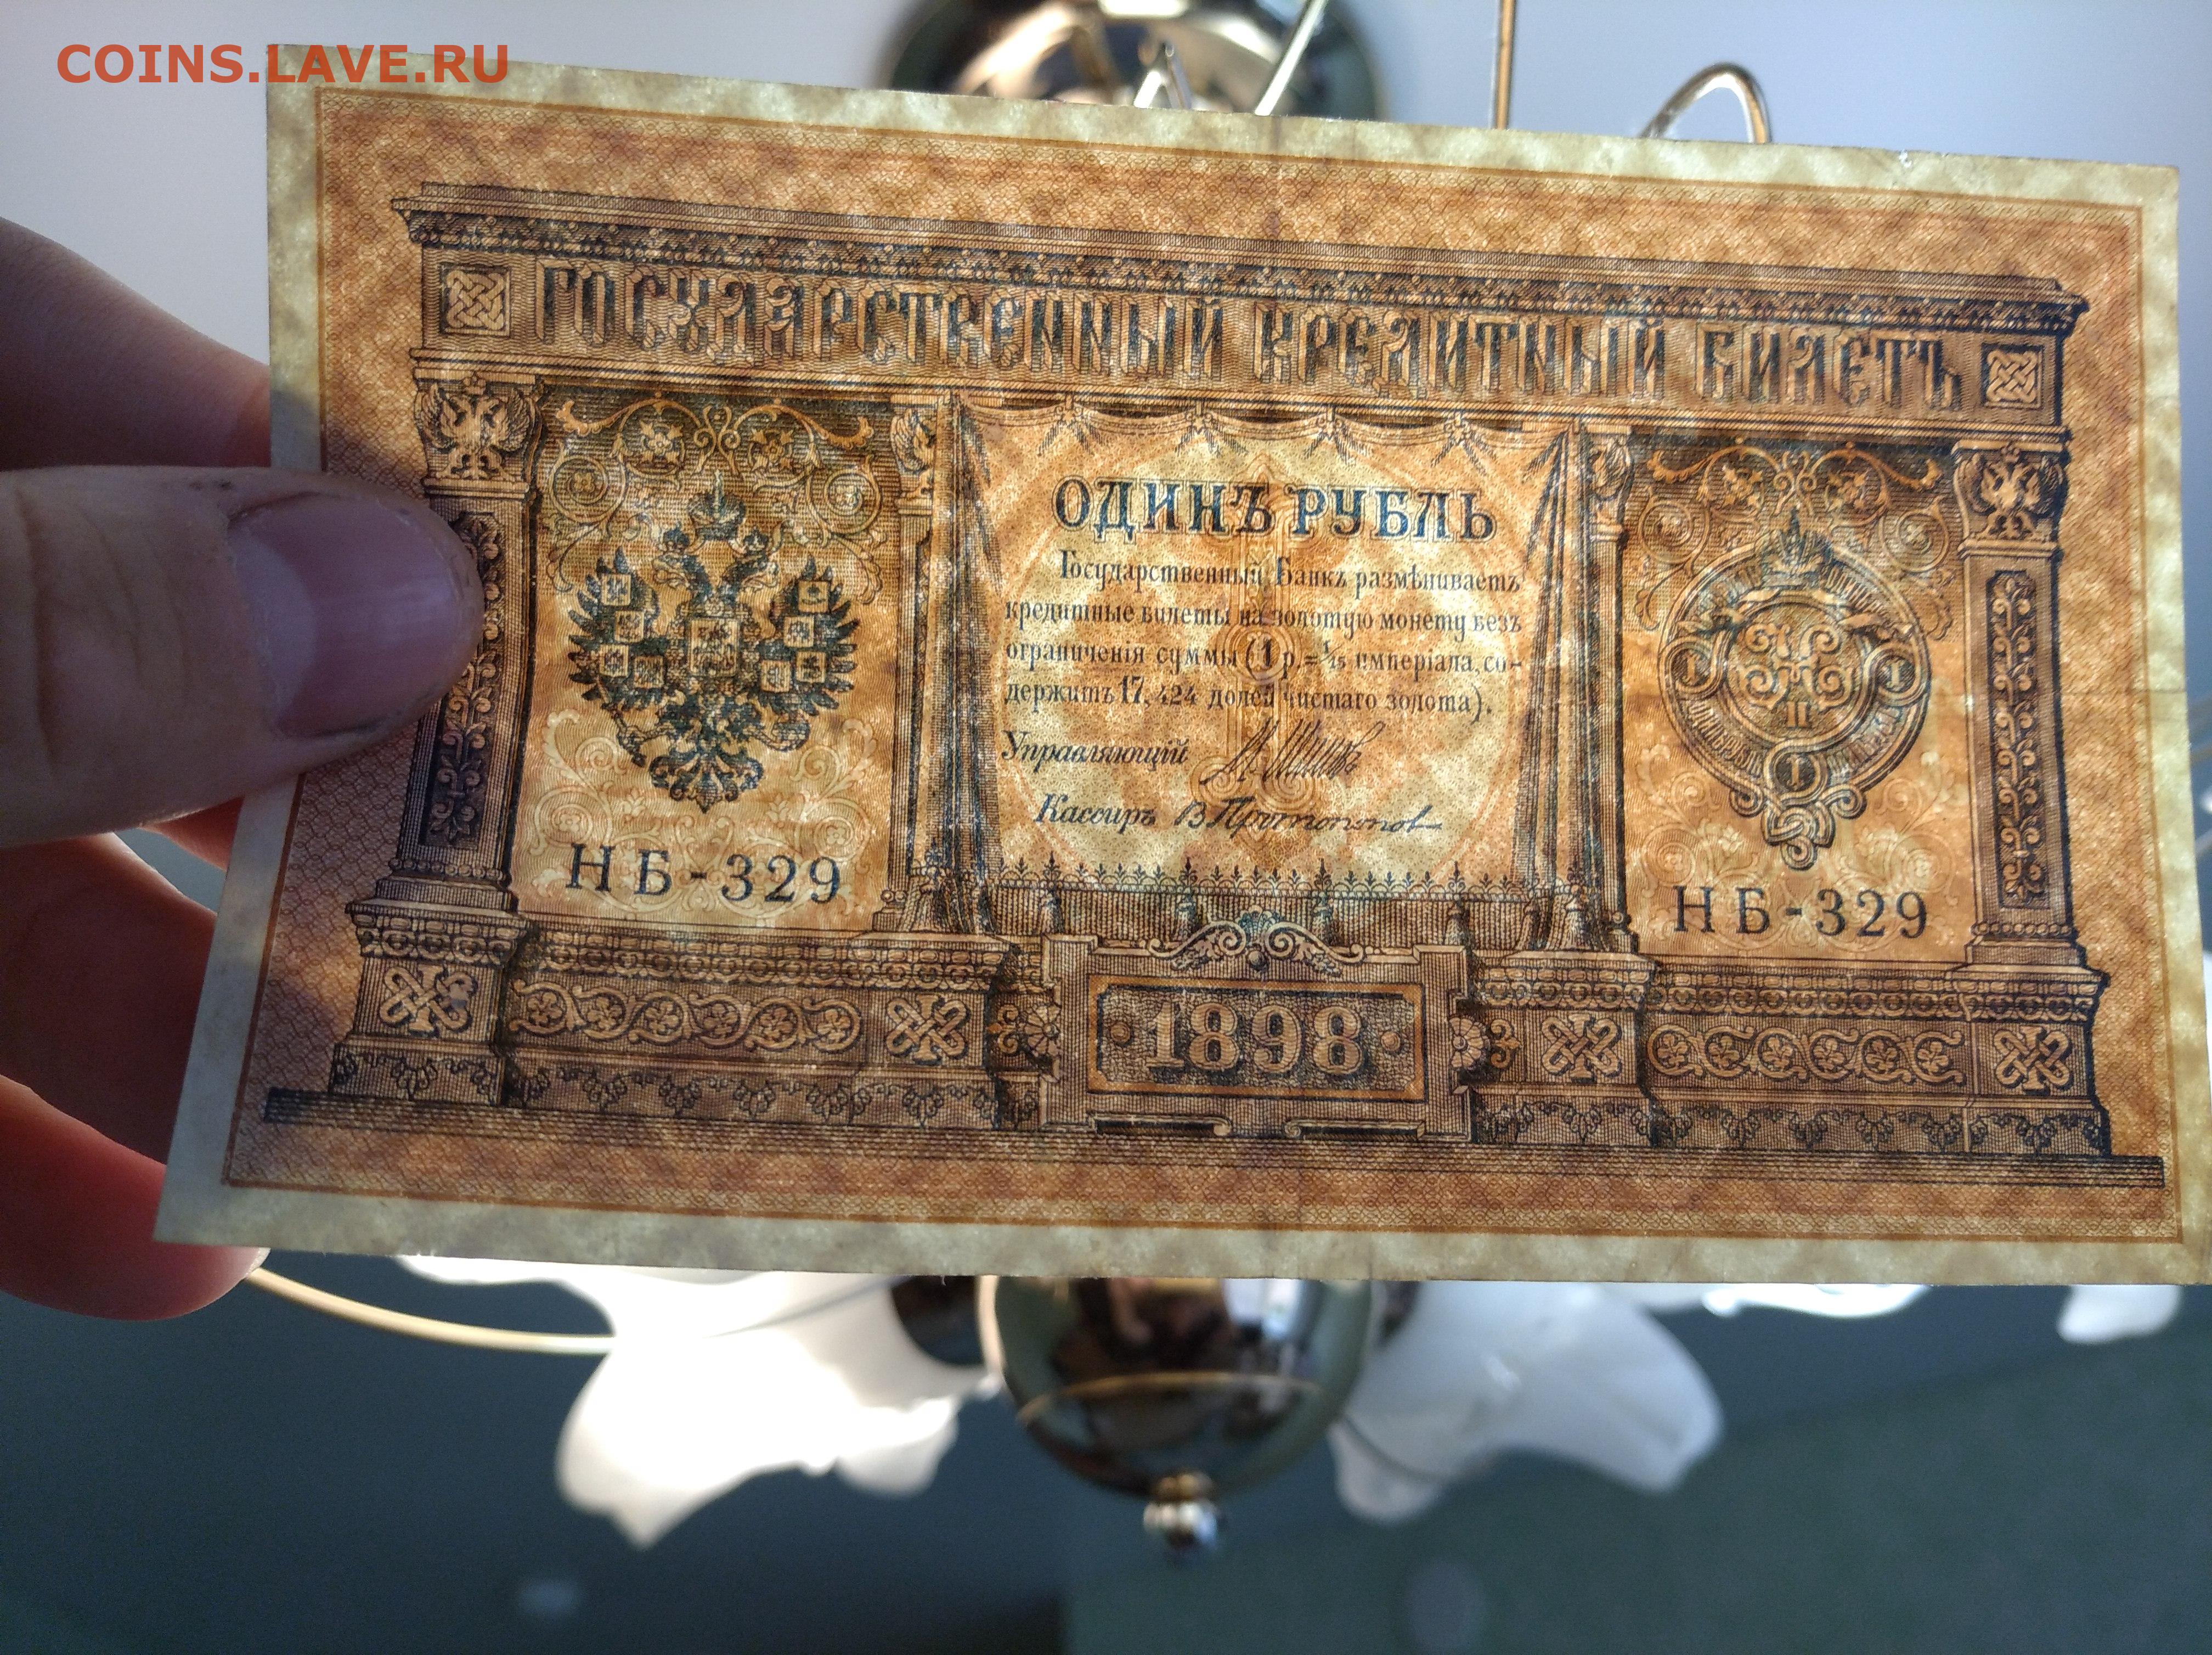 COINS.LAVE.RU
ГОСУДАРСТВЕННЫЙ КРЕДИТНЫЙ БИЛЕТЪ
ОДИНЪ РУБЛЬ
Государственный Банкъ размѣниваетъ
кредитные билеты на золотую монету безъ
ограниченія суммы (1 р. = 1/15 имперіала, со-
держитъ 17, 424 долей чистаго золота).
Управляющій
Кассиръ В Протопопов
НБ-329
НБ-329
1898